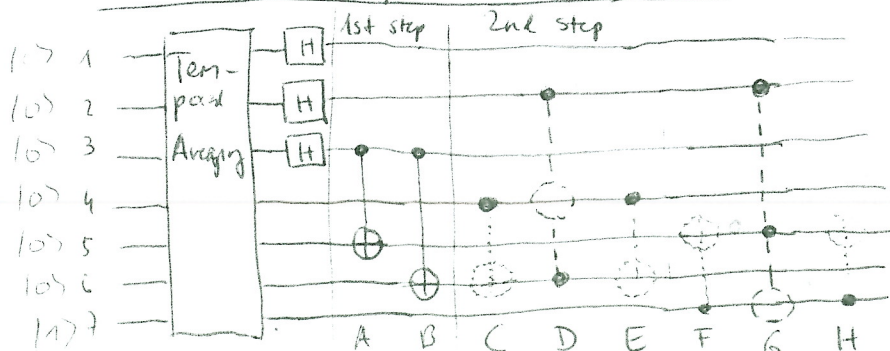 1st step 2nd step
|0> 1 H
Tem-
|0> 2 poral H
|0> 3 H
|0> 4
|0> 5
|0> 6
|1> 7
A B C D E F G H